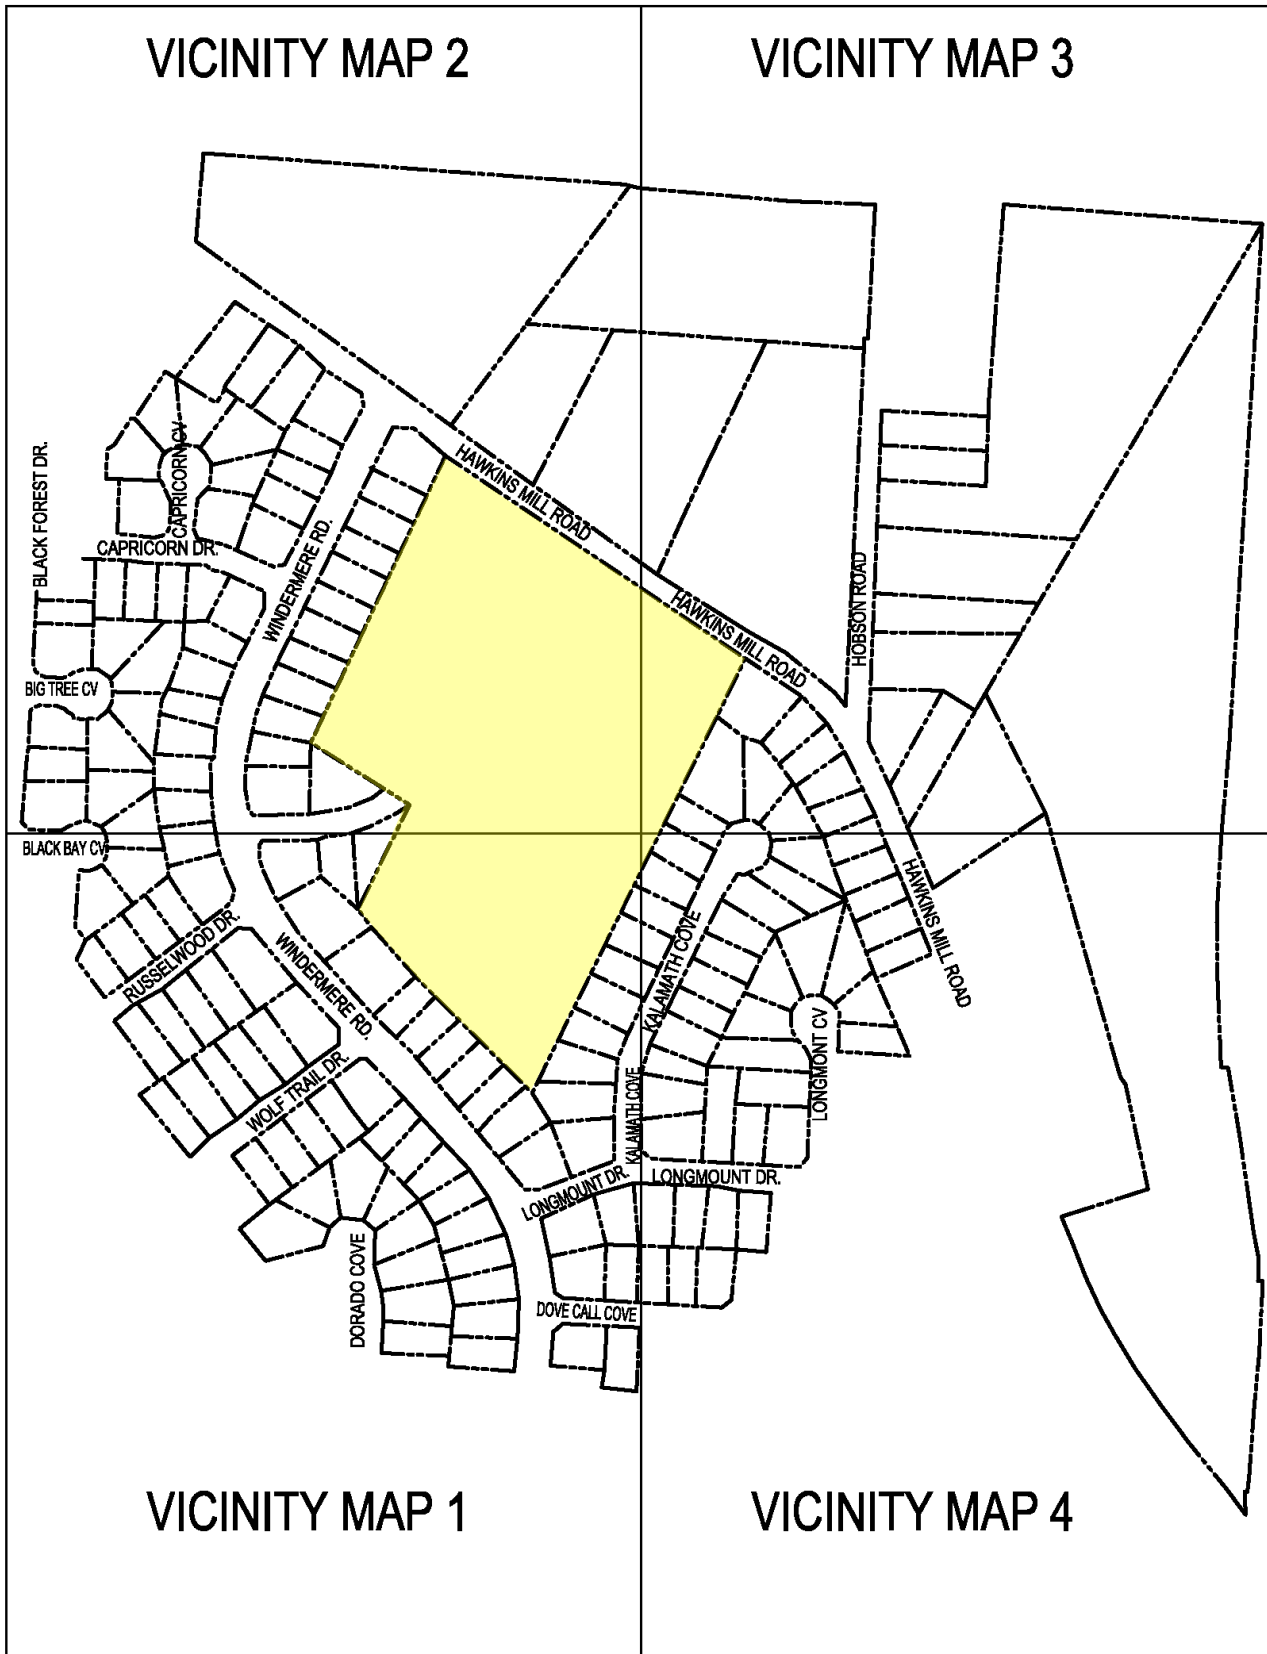 VICINITY MAP 2
VICINITY MAP 3
HAWKINS MILL ROAD
BLACK FOREST DR.
CAPRICORN CV
CAPRICORN DR.
WINDERMERE RD.
HAWKINS MILL ROAD
HOBSON ROAD
BIG TREE CV
BLACK BAY CV
HAWKINS MILL ROAD
RUSSELWOOD DR.
WINDERMERE RD.
KALAMATH COVE
LONGMONT CV
WOLF TRAIL DR.
KALAMATH COVE
LONGMOUNT DR.
LONGMOUNT DR.
DORADO COVE
DOVE CALL COVE
VICINITY MAP 1
VICINITY MAP 4